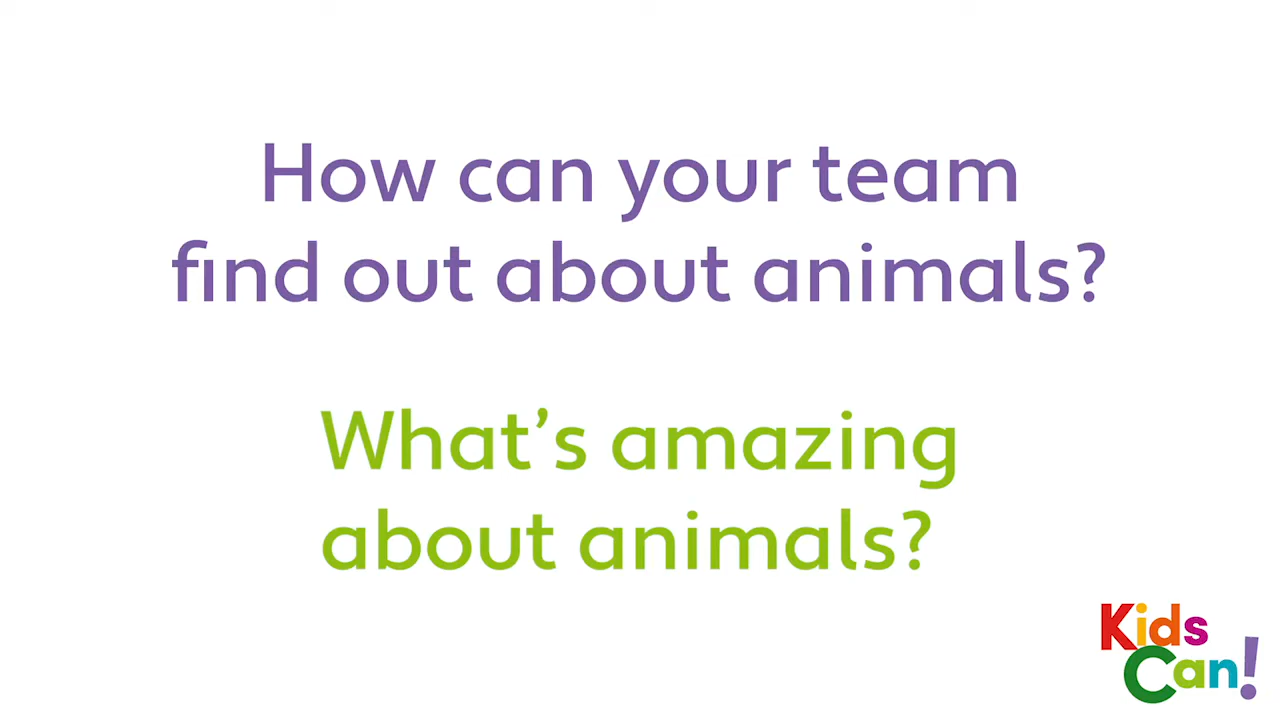 How can your team
find out about animals?
What’s amazing
about animals?
Kids
Can!